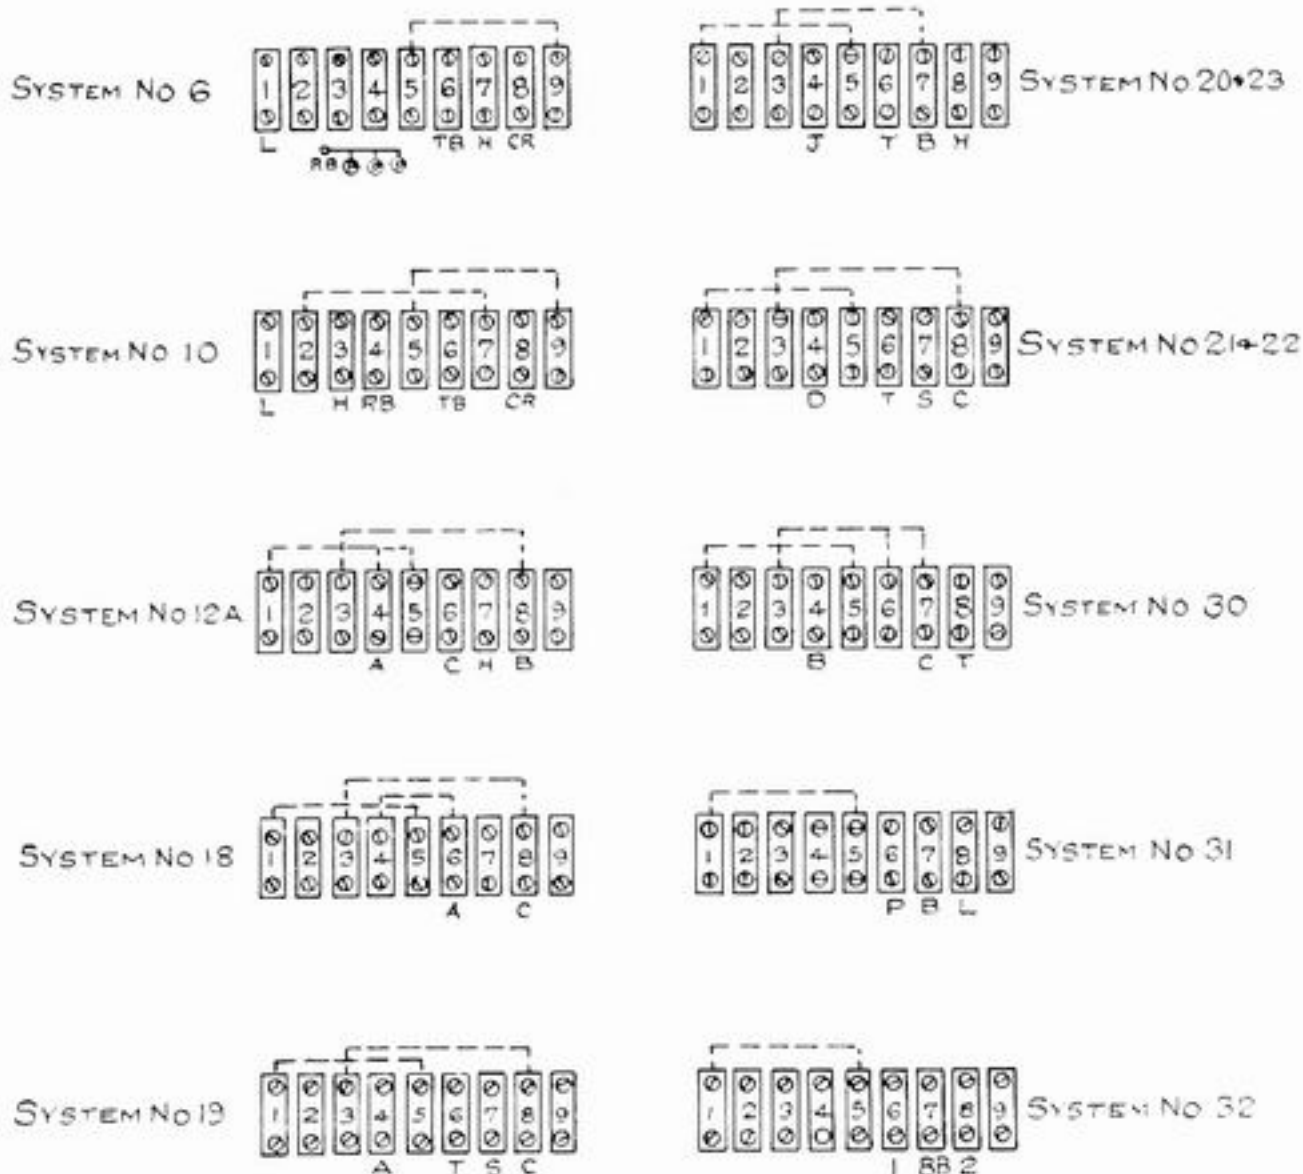 SYSTEM NO 6
1 2 3 4 5 6 7 8 9
L TB H CR
RB
SYSTEM NO 20+23
1 2 3 4 5 6 7 8 9
J T B H
SYSTEM NO 10
1 2 3 4 5 6 7 8 9
L H RB TB CR
SYSTEM NO 21+22
1 2 3 4 5 6 7 8 9
D T S C
SYSTEM NO 12A
1 2 3 4 5 6 7 8 9
A C H B
SYSTEM NO 30
1 2 3 4 5 6 7 8 9
B C T
SYSTEM NO 18
1 2 3 4 5 6 7 8 9
A C
SYSTEM NO 31
1 2 3 4 5 6 7 8 9
P B L
SYSTEM NO 19
1 2 3 4 5 6 7 8 9
A T S C
SYSTEM NO 32
1 2 3 4 5 6 7 8 9
1 RB 2